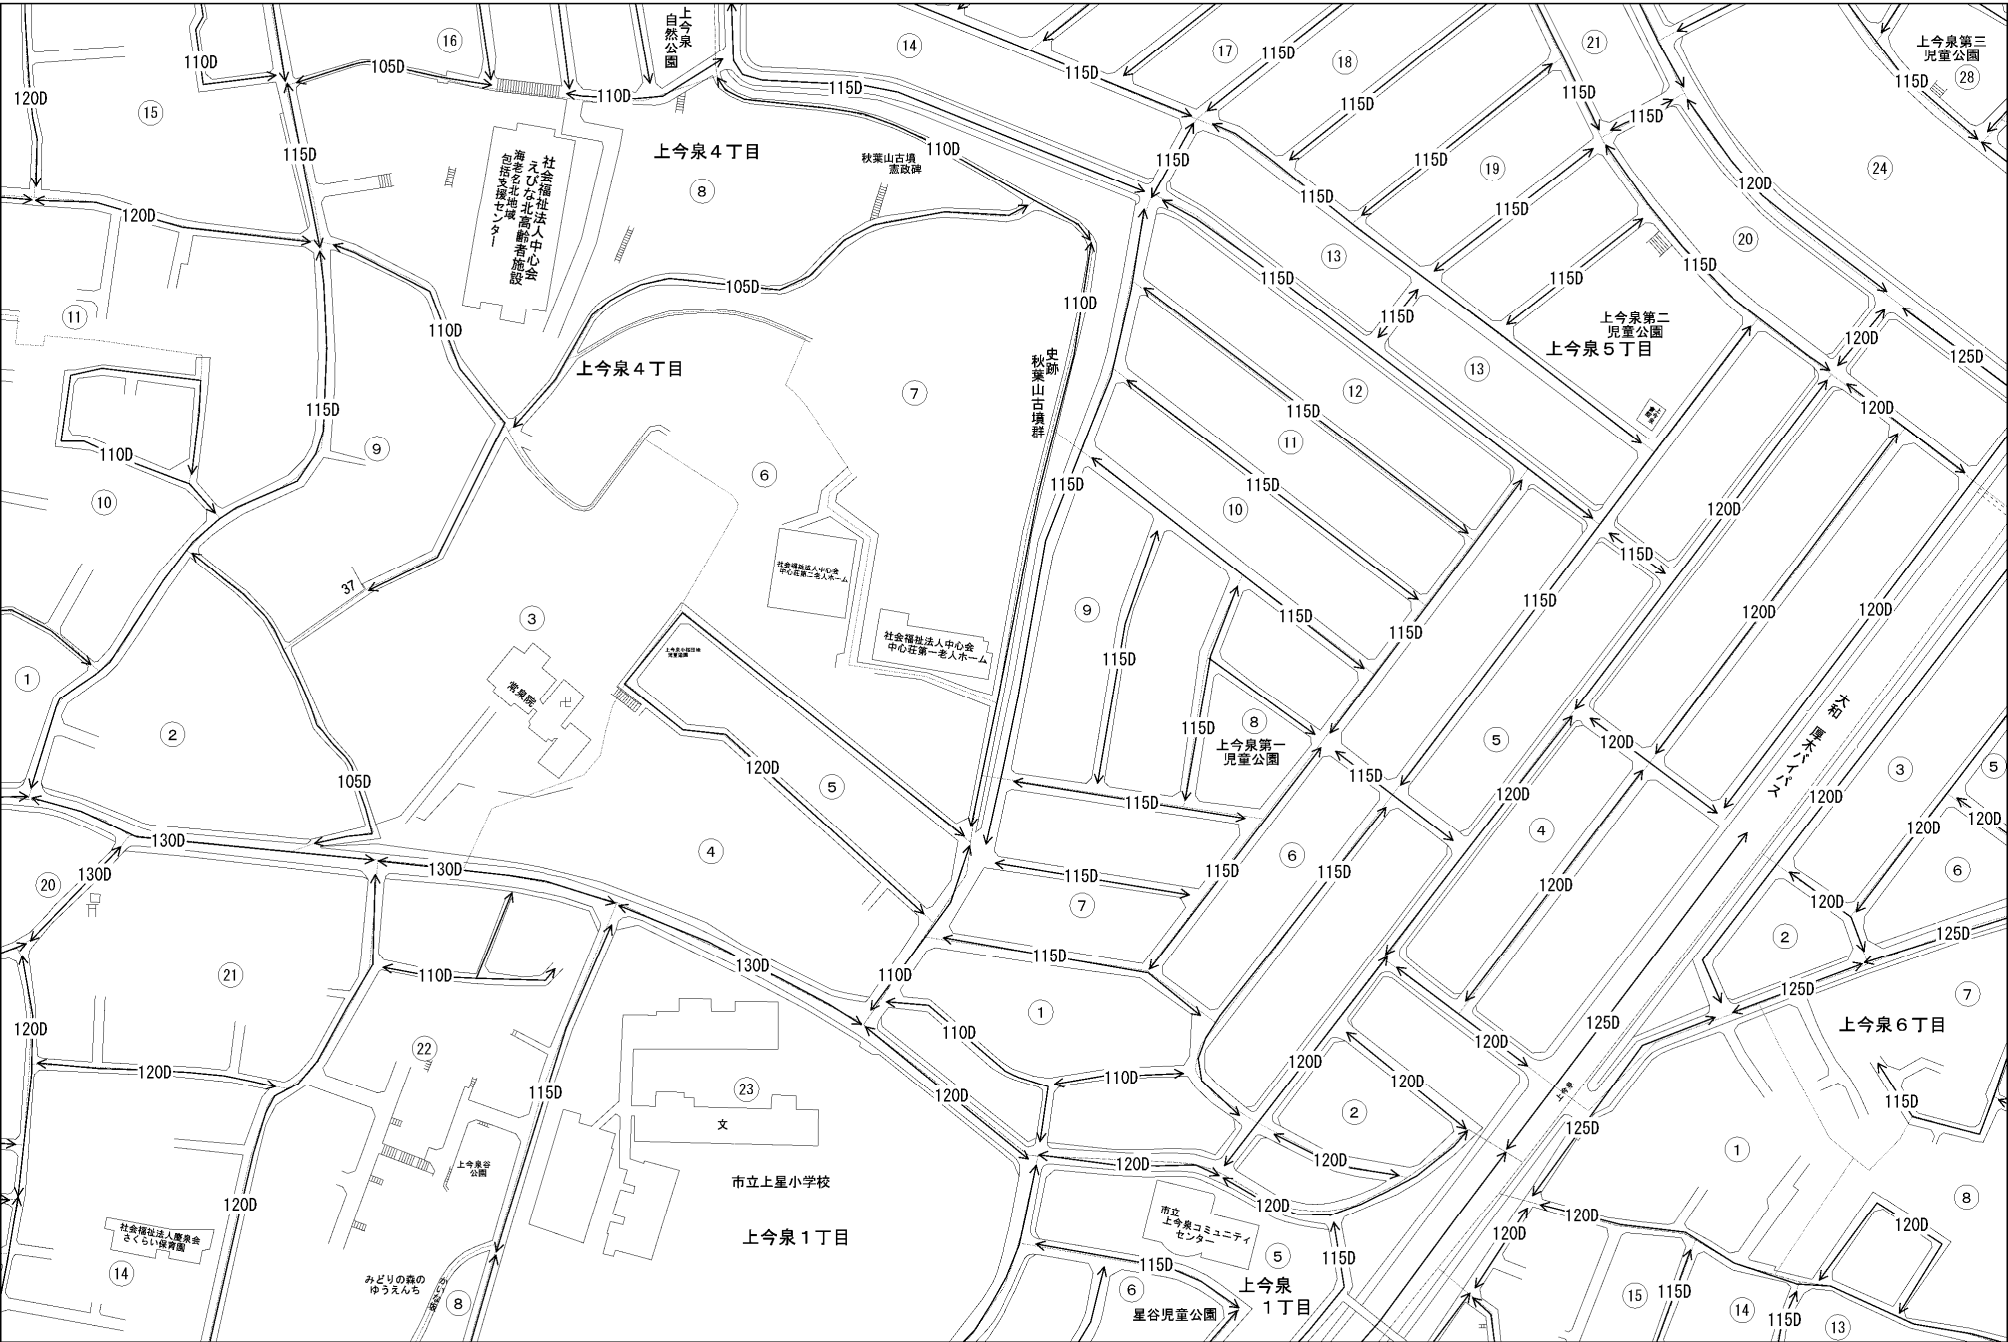 上今泉
自然公園
16
14
17
115D
18
21
上今泉第三
児童公園
28
110D
105D
115D
115D
115D
115D
115D
120D
15
110D
115D
115D
上今泉４丁目
8
秋葉山古墳
憲政碑
110D
115D
115D
115D
19
120D
24
社会福祉法人中心会
えびな北高齢者施設
海老名北地域
包括支援センター
120D
115D
115D
20
13
115D
115D
115D
105D
110D
11
110D
115D
上今泉第二
児童公園
上今泉５丁目
120D
125D
上今泉４丁目
7
史跡
秋葉山古墳群
13
12
115D
120D
115D
110D
9
11
6
115D
115D
10
10
120D
115D
37
社会福祉法人中心会
中心荘第二老人ホーム
3
9
115D
115D
115D
120D
120D
社会福祉法人中心会
中心荘第一老人ホーム
115D
1
常泉院
2
105D
120D
5
115D
8
上今泉第一
児童公園
5
120D
大和 厚木バイパス
3
5
115D
115D
120D
120D
120D
120D
130D
130D
4
4
120D
6
115D
115D
115D
120D
6
20
130D
7
120D
2
125D
21
110D
130D
110D
115D
125D
7
120D
1
110D
125D
上今泉６丁目
22
120D
115D
120D
120D
110D
120D
120D
115D
23
文
2
125D
上今泉谷
公園
市立上星小学校
120D
120D
1
120D
120D
8
社会福祉法人慶泉会
さくらい保育園
14
上今泉１丁目
市立
上今泉コミュニティ
センター
5
115D
120D
120D
120D
みどりの森の
ゆうえんち
8
115D
6
星谷児童公園
上今泉
１丁目
15
115D
14
115D
13